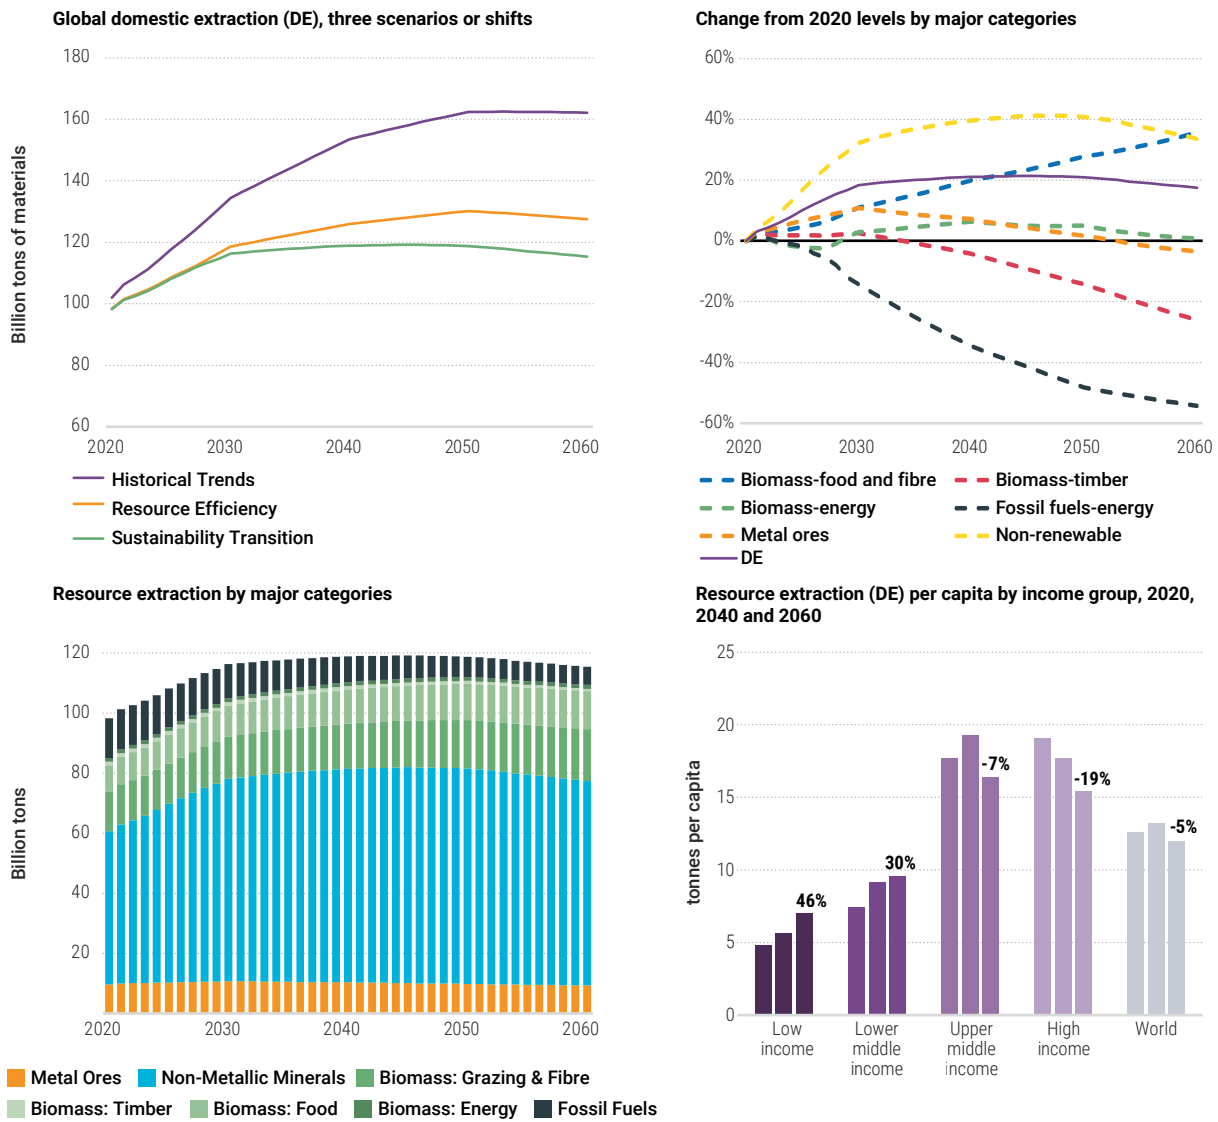 Global domestic extraction (DE), three scenarios or shifts
Billion tons of materials
180
160
140
120
100
80
60
2020 2030 2040 2050 2060
Historical Trends
Resource Efficiency
Sustainability Transition
Change from 2020 levels by major categories
60%
40%
20%
0%
-20%
-40%
-60%
2020 2030 2040 2050 2060
Biomass-food and fibre Biomass-timber
Biomass-energy Fossil fuels-energy
Metal ores Non-renewable
DE
Resource extraction by major categories
Billion tons
120
100
80
60
40
20
2020 2030 2040 2050 2060
Metal Ores Non-Metallic Minerals Biomass: Grazing & Fibre
Biomass: Timber Biomass: Food Biomass: Energy Fossil Fuels
Resource extraction (DE) per capita by income group, 2020,
2040 and 2060
tonnes per capita
25
20
15
10
5
0
46%
30%
-7%
-19%
-5%
Low
income
Lower
middle
income
Upper
middle
income
High
income
World